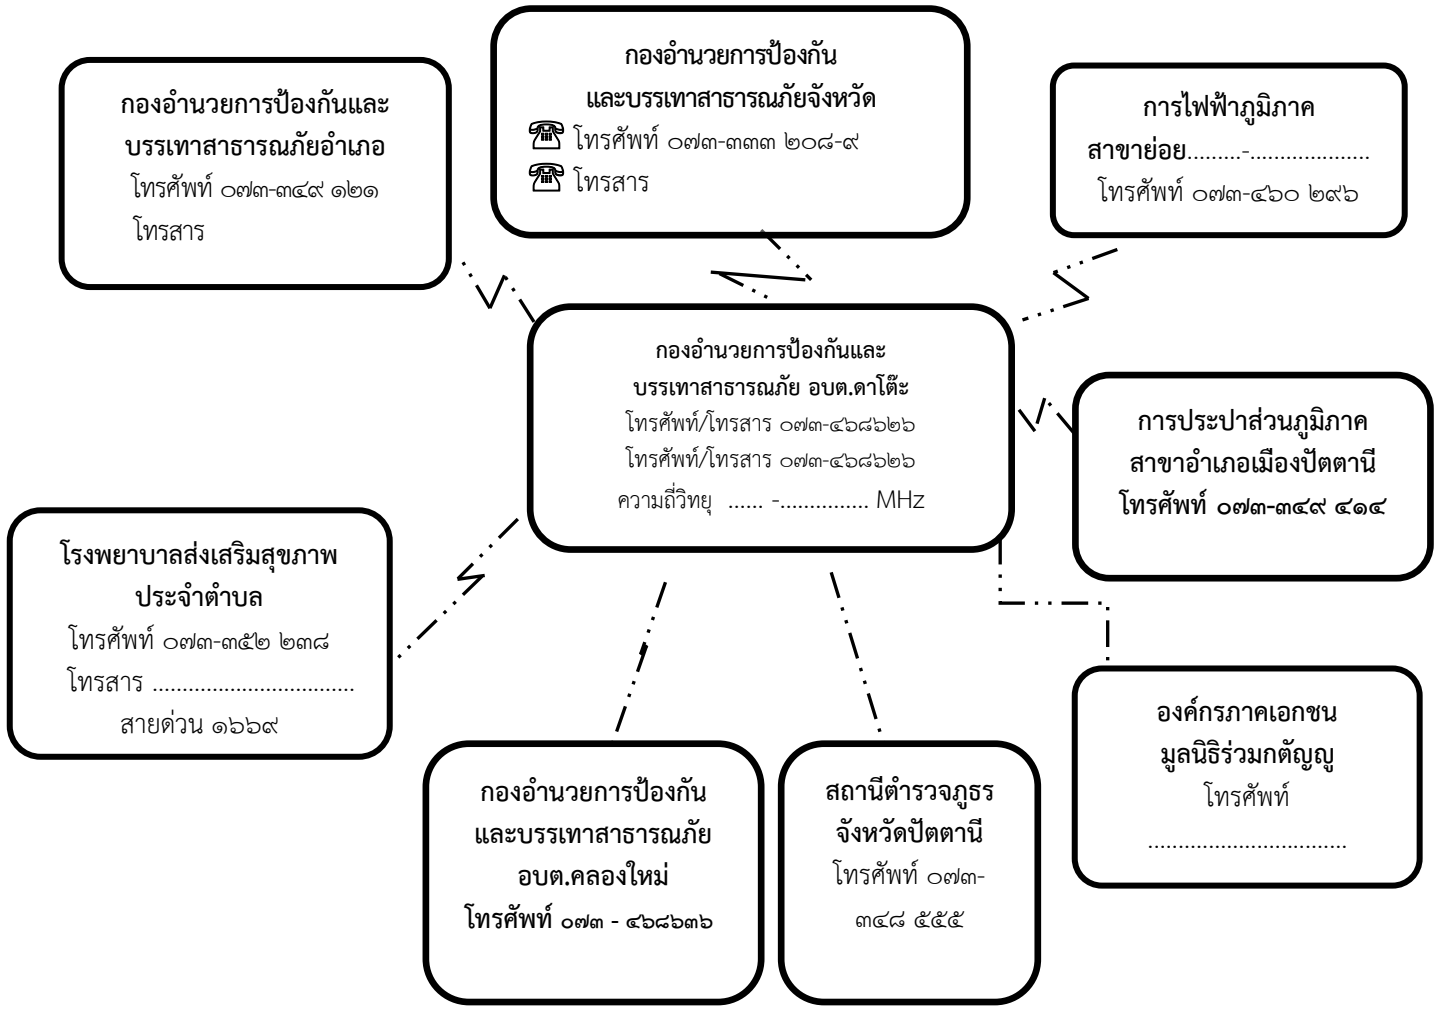 กองอำนวยการป้องกันและ
บรรเทาสาธารณภัยอำเภอ
โทรศัพท์ ๐๗๓-๓๔๙ ๑๒๑
โทรสาร
กองอำนวยการป้องกัน
และบรรเทาสาธารณภัยจังหวัด
โทรศัพท์ ๐๗๓-๓๓๓ ๒๐๘-๙
โทรสาร
การไฟฟ้าภูมิภาค
สาขาย่อย.........-....................
โทรศัพท์ ๐๗๓-๔๖๐ ๒๙๖
กองอำนวยการป้องกันและ
บรรเทาสาธารณภัย อบต.ดาโต๊ะ
โทรศัพท์/โทรสาร ๐๗๓-๔๖๘๖๒๖
โทรศัพท์/โทรสาร ๐๗๓-๔๖๘๖๒๖
ความถี่วิทยุ ...... -............... MHz
การประปาส่วนภูมิภาค
สาขาอำเภอเมืองปัตตานี
โทรศัพท์ ๐๗๓-๓๔๙ ๔๑๔
โรงพยาบาลส่งเสริมสุขภาพ
ประจำตำบล
โทรศัพท์ ๐๗๓-๓๕๒ ๒๓๘
โทรสาร ..................................
สายด่วน ๑๖๖๙
กองอำนวยการป้องกัน
และบรรเทาสาธารณภัย
อบต.คลองใหม่
โทรศัพท์ ๐๗๓ - ๔๖๘๖๓๖
สถานีตำรวจภูธร
จังหวัดปัตตานี
โทรศัพท์ ๐๗๓-
๓๔๘ ๕๕๕
องค์กรภาคเอกชน
มูลนิธิร่วมกตัญญู
โทรศัพท์
.................................